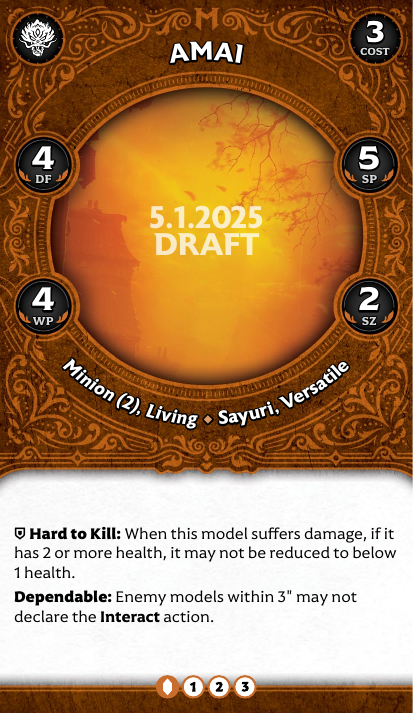 AMAI
3
COST
4
DF
5
SP
5.1.2025
DRAFT
4
WP
2
SZ
Minion (2), Living ◆ Sayuri, Versatile
Hard to Kill: When this model suffers damage, if it
has 2 or more health, it may not be reduced to below
1 health.
Dependable: Enemy models within 3" may not
declare the Interact action.
1 2 3